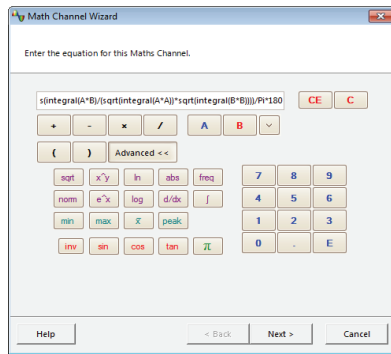 Math Channel Wizard
Enter the equation for this Maths Channel.
s(integral(A*B)/(sqrt(integral(A*A))*sqrt(integral(B*B))))/Pi*180 CE C
+ - × / A B
( ) Advanced <<
sqrt x^y ln abs freq 7 8 9
norm e^x log d/dx ∫ 4 5 6
min max x̄ peak 1 2 3
inv sin cos tan π 0 . E
Help < Back Next > Cancel